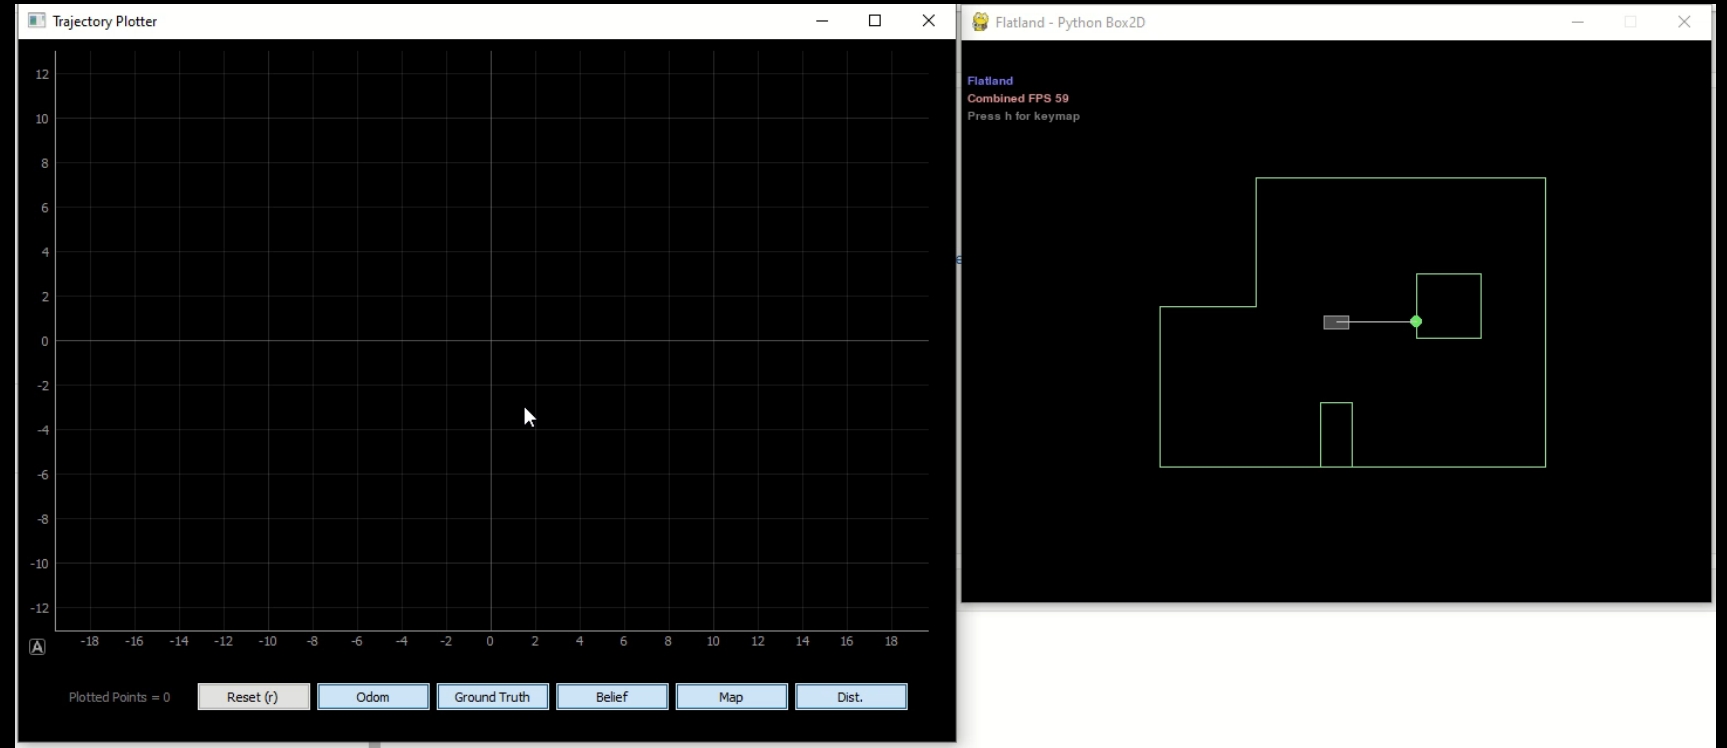 Trajectory Plotter
12
10
8
6
4
2
0
-2
-4
-6
-8
-10
-12
A
-18 -16 -14 -12 -10 -8 -6 -4 -2 0 2 4 6 8 10 12 14 16 18
Plotted Points = 0 Reset (r) Odom Ground Truth Belief Map Dist.
Flatland - Python Box2D
Flatland
Combined FPS 59
Press h for keymap